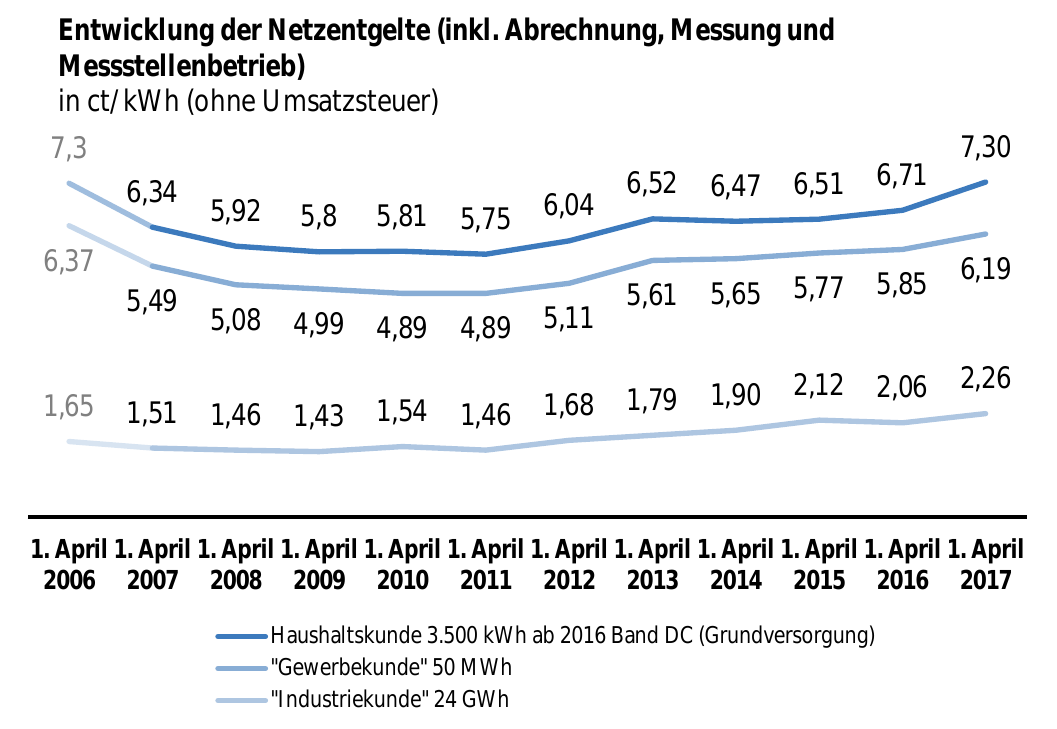 Entwicklung der Netzentgelte (inkl. Abrechnung, Messung und
Messstellenbetrieb)
in ct/kWh (ohne Umsatzsteuer)
7,3 6,34 5,92 5,8 5,81 5,75 6,04 6,52 6,47 6,51 6,71 7,30
6,37 5,49 5,08 4,99 4,89 4,89 5,11 5,61 5,65 5,77 5,85 6,19
1,65 1,51 1,46 1,43 1,54 1,46 1,68 1,79 1,90 2,12 2,06 2,26
1. April 1. April 1. April 1. April 1. April 1. April 1. April 1. April 1. April 1. April 1. April 1. April
2006 2007 2008 2009 2010 2011 2012 2013 2014 2015 2016 2017
Haushaltskunde 3.500 kWh ab 2016 Band DC (Grundversorgung)
"Gewerbekunde" 50 MWh
"Industriekunde" 24 GWh